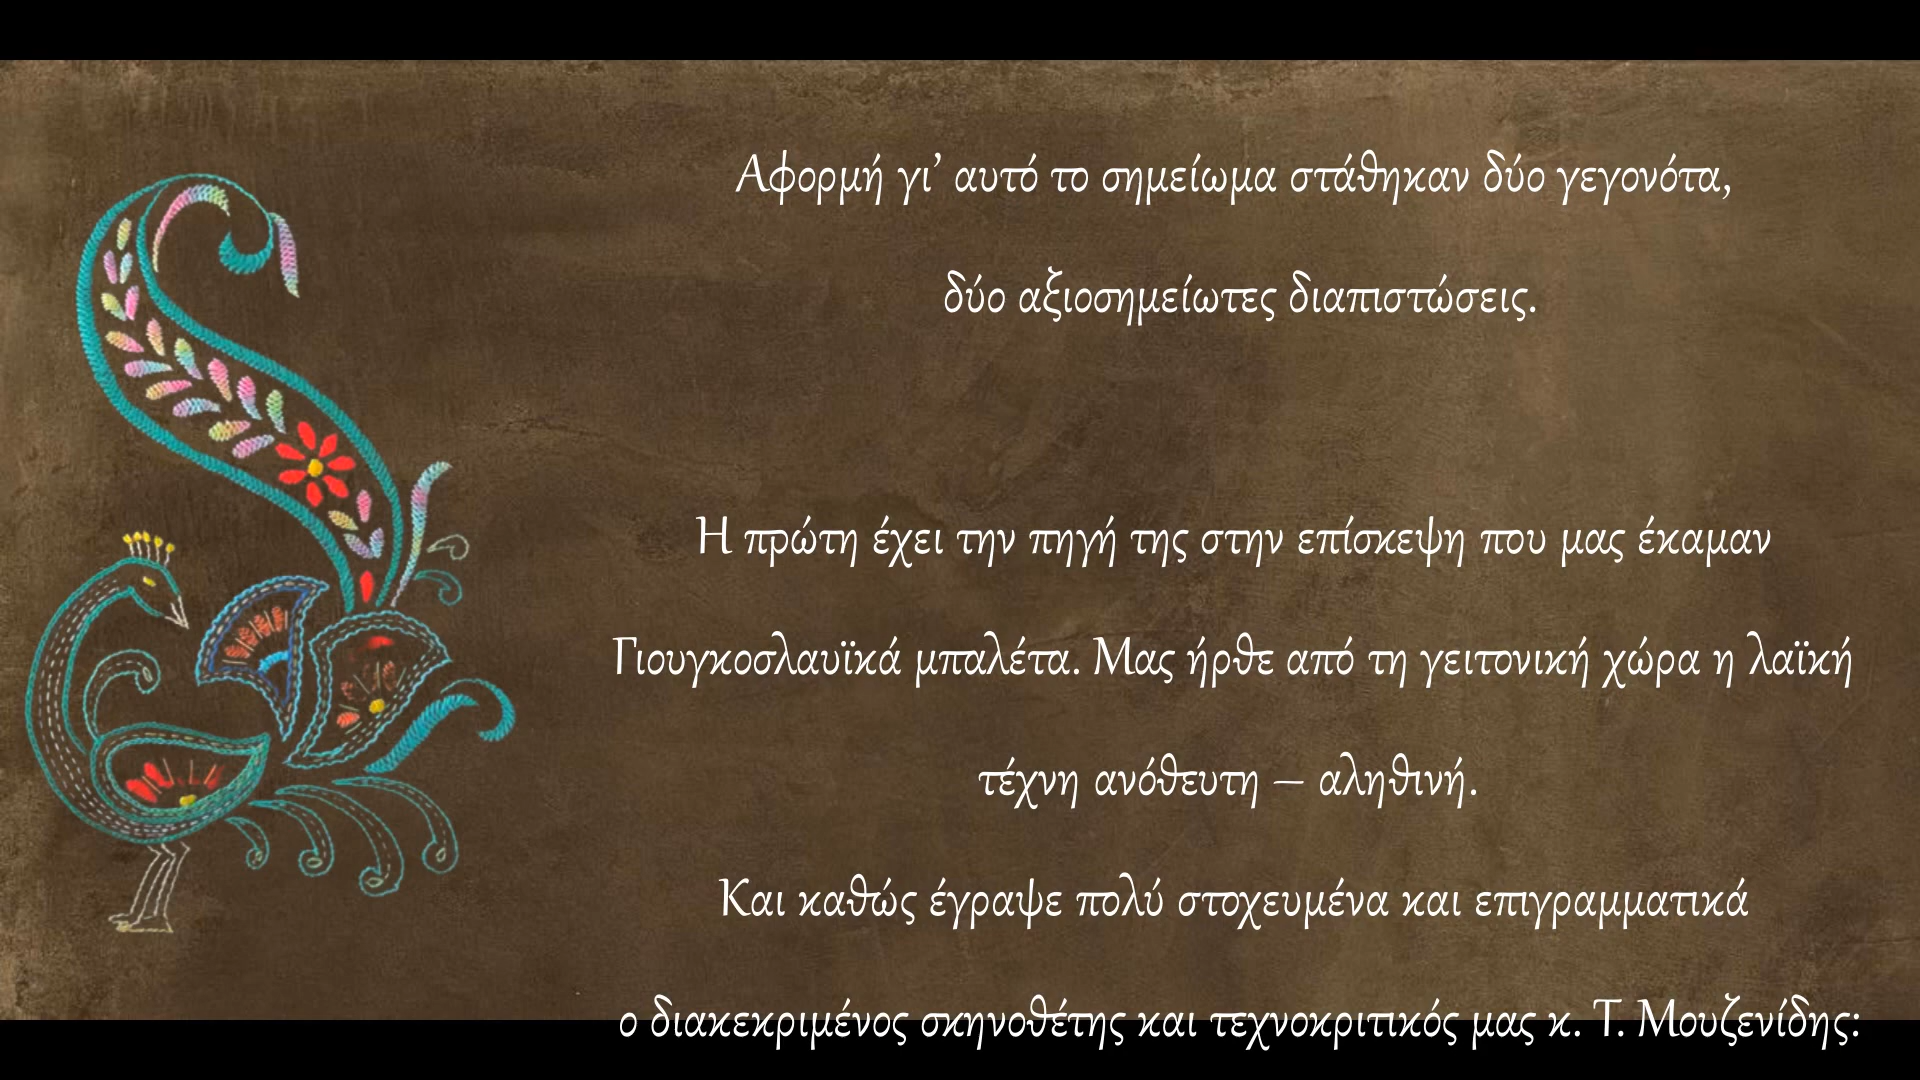 Αφορμή γι’ αυτό το σημείωμα στάθηκαν δύο γεγονότα,
δύο αξιοσημείωτες διαπιστώσεις.
Η πρώτη έχει την πηγή της στην επίσκεψη που μας έκαμαν
Γιουγκοσλαυϊκά μπαλέτα. Μας ήρθε από τη γειτονική χώρα η λαϊκή
τέχνη ανόθευτη – αληθινή.
Και καθώς έγραψε πολύ στοχευμένα και επιγραμματικά
ο διακεκριμένος σκηνοθέτης και τεχνοκριτικός μας κ. Τ. Μουζενίδης: